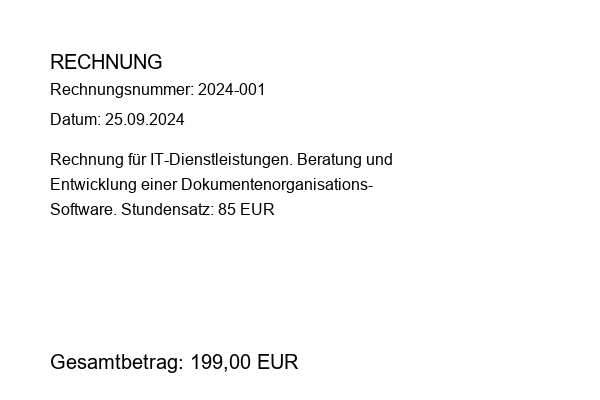 RECHNUNG
Rechnungsnummer: 2024-001
Datum: 25.09.2024
Rechnung für IT-Dienstleistungen. Beratung und
Entwicklung einer Dokumentenorganisations-
Software. Stundensatz: 85 EUR
Gesamtbetrag: 199,00 EUR